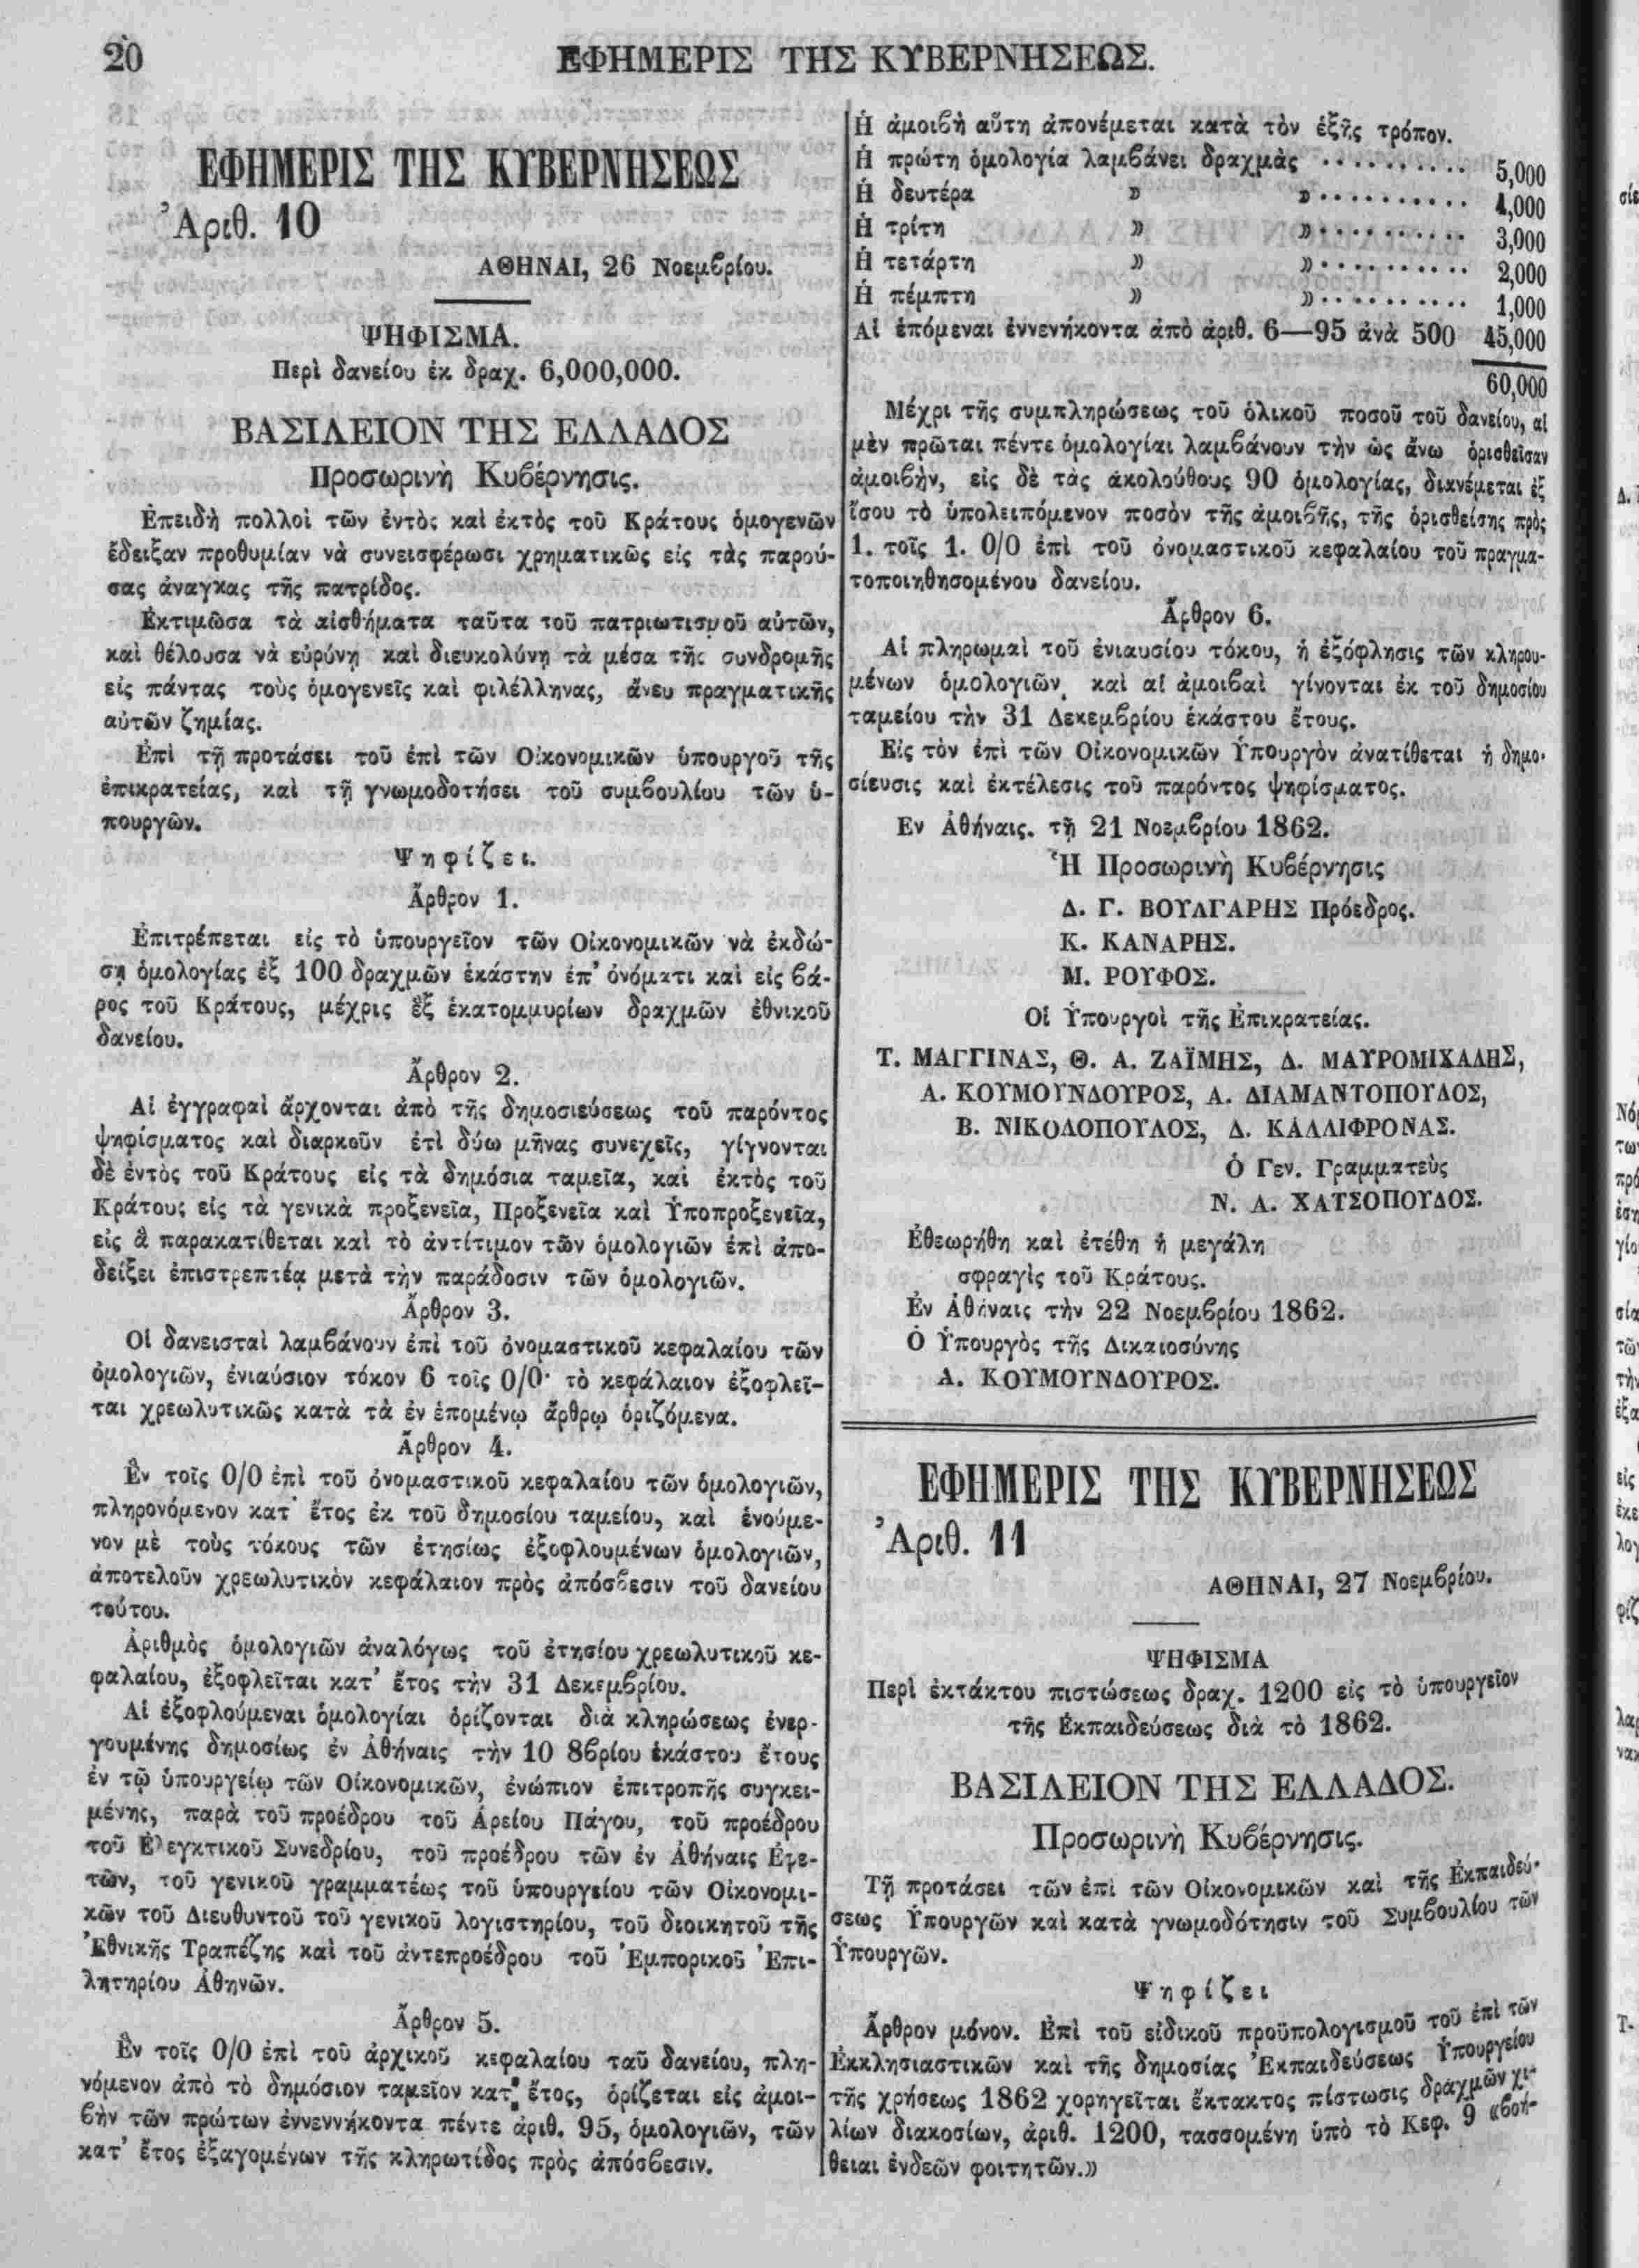 20
ΕΦΗΜΕΡΙΣ ΤΗΣ ΚΥΒΕΡΝΗΣΕΩΣ.
ΕΦΗΜΕΡΙΣ ΤΗΣ ΚΥΒΕΡΝΗΣΕΩΣ
Ἀριθ. 10
ΑΘΗΝΑΙ, 26 Νοεμβρίου.
ΨΗΦΙΣΜΑ.
Περὶ δανείου ἐκ δραχ. 6,000,000.
ΒΑΣΙΛΕΙΟΝ ΤΗΣ ΕΛΛΑΔΟΣ
Προσωρινὴ Κυβέρνησις.
Ἐπειδὴ πολλοὶ τῶν ἐντὸς καὶ ἐκτὸς τοῦ Κράτους ὁμογενῶν
ἔδειξαν προθυμίαν νὰ συνεισφέρωσι χρηματικῶς εἰς τὰς παρού-
σας ἀναγκας τῆς πατρίδος.
Ἐκτιμῶσα τὰ αἰσθήματα ταῦτα τοῦ πατριωτισμοῦ αὐτῶν,
καὶ θέλουσα νὰ εὐρύνῃ καὶ διευκολύνῃ τὰ μέσα τῆς συνδρομῆς
εἰς πάντας τοὺς ὁμογενεῖς καὶ φιλέλληνας, ἄνευ πραγματικῆς
αὐτῶν ζημίας.
Ἐπὶ τῇ προτάσει τοῦ ἐπὶ τῶν Οἰκονομικῶν ὑπουργοῦ τῆς
ἐπικρατείας, καὶ τῇ γνωμοδοτήσει τοῦ συμβουλίου τῶν ὑ-
πουργῶν.
Ψηφίζει.
Ἄρθρον 1.
Ἐπιτρέπεται εἰς τὸ ὑπουργεῖον τῶν Οἰκονομικῶν νὰ ἐκδώ-
σῃ ὁμολογίας ἐξ 100 δραχμῶν ἑκάστην ἐπ' ὀνόματι καὶ εἰς βά-
ρος τοῦ Κράτους, μέχρις ἓξ ἑκατομμυρίων δραχμῶν ἐθνικοῦ
δανείου.
Ἄρθρον 2.
Αἱ ἐγγραφαὶ ἄρχονται ἀπὸ τῆς δημοσιεύσεως τοῦ παρόντος
ψηφίσματος καὶ διαρκοῦν ἐτὶ δύω μῆνας συνεχεῖς, γίγνονται
δὲ ἐντὸς τοῦ Κράτους εἰς τὰ δημόσια ταμεῖα, καὶ ἐκτὸς τοῦ
Κράτους εἰς τὰ γενικὰ προξενεῖα, Προξενεῖα καὶ Ὑποπροξενεῖα,
εἰς ἃ παρακατίθεται καὶ τὸ ἀντίτιμον τῶν ὁμολογιῶν ἐπὶ ἀπο-
δείξει ἐπιστρεπτέᾳ μετὰ τὴν παράδοσιν τῶν ὁμολογιῶν.
Ἄρθρον 3.
Οἱ δανεισταὶ λαμβάνουν ἐπὶ τοῦ ὀνομαστικοῦ κεφαλαίου τῶν
ὁμολογιῶν, ἐνιαύσιον τόκον 6 τοῖς 0/0· τὸ κεφάλαιον ἐξοφλεῖ-
ται χρεωλυτικῶς κατὰ τὰ ἐν ἑπομένῳ ἄρθρῳ ὁριζόμενα.
Ἄρθρον 4.
Ἓν τοῖς 0/0 ἐπὶ τοῦ ὀνομαστικοῦ κεφαλαίου τῶν ὁμολογιῶν,
πληρονόμενον κατ' ἔτος ἐκ τοῦ δημοσίου ταμείου, καὶ ἑνούμε-
νον μὲ τοὺς τόκους τῶν ἐτησίως ἐξοφλουμένων ὁμολογιῶν,
ἀποτελοῦν χρεωλυτικὸν κεφάλαιον πρὸς ἀπόσβεσιν τοῦ δανείου
τούτου.
Ἀριθμὸς ὁμολογιῶν ἀναλόγως τοῦ ἐτησίου χρεωλυτικοῦ κε-
φαλαίου, ἐξοφλεῖται κατ' ἔτος τὴν 31 Δεκεμβρίου.
Αἱ ἐξοφλούμεναι ὁμολογίαι ὁρίζονται διὰ κληρώσεως ἐνερ-
γουμένης δημοσίως ἐν Ἀθήναις τὴν 10 8βρίου ἑκάστου ἔτους
ἐν τῷ ὑπουργείῳ τῶν Οἰκονομικῶν, ἐνώπιον ἐπιτροπῆς συγκει-
μένης, παρὰ τοῦ προέδρου τοῦ Ἀρείου Πάγου, τοῦ προέδρου
τοῦ Ἐλεγκτικοῦ Συνεδρίου, τοῦ προέδρου τῶν ἐν Ἀθήναις Ἐφε-
τῶν, τοῦ γενικοῦ γραμματέως τοῦ ὑπουργείου τῶν Οἰκονομι-
κῶν τοῦ Διευθυντοῦ τοῦ γενικοῦ λογιστηρίου, τοῦ διοικητοῦ τῆς
Ἐθνικῆς Τραπέζης καὶ τοῦ ἀντεπροέδρου τοῦ Ἐμπορικοῦ Ἐπι-
λητηρίου Ἀθηνῶν.
Ἄρθρον 5.
Ἓν τοῖς 0/0 ἐπὶ τοῦ ἀρχικοῦ κεφαλαίου ταῦ δανείου, πλη-
νόμενον ἀπὸ τὸ δημόσιον ταμεῖον κατ' ἔτος, ὁρίζεται εἰς ἀμοι-
βὴν τῶν πρώτων ἐννεννήκοντα πέντε ἀριθ. 95, ὁμολογιῶν, τῶν
κατ' ἔτος ἐξαγομένων τῆς κληρωτίδος πρὸς ἀπόσβεσιν.
Ἡ ἀμοιβὴ αὕτη ἀπονέμεται κατὰ τὸν ἑξῆς τρόπον.
Ἡ πρώτη ὁμολογία λαμβάνει δραχμὰς .......... 5,000
Ἡ δευτέρα » » .......... 4,000
Ἡ τρίτη » » .......... 3,000
Ἡ τετάρτη » » .......... 2,000
Ἡ πέμπτη » » .......... 1,000
Αἱ ἑπόμεναι ἐννενήκοντα ἀπὸ ἀριθ. 6—95 ἀνὰ 500 45,000
60,000
Μέχρι τῆς συμπληρώσεως τοῦ ὁλικοῦ ποσοῦ τοῦ δανείου, αἱ
μὲν πρῶται πέντε ὁμολογίαι λαμβάνουν τὴν ὡς ἄνω ὁρισθεῖσαν
ἀμοιβὴν, εἰς δὲ τὰς ἀκολούθους 90 ὁμολογίας, διανέμεται ἐξ
ἴσου τὸ ὑπολειπόμενον ποσὸν τῆς ἀμοιβῆς, τῆς ὁρισθείσης πρὸς
1. τοῖς 1. 0/0 ἐπὶ τοῦ ὀνομαστικοῦ κεφαλαίου τοῦ πραγμα-
τοποιηθησομένου δανείου.
Ἄρθρον 6.
Αἱ πληρωμαὶ τοῦ ἐνιαυσίου τόκου, ἡ ἐξόφλησις τῶν κληρου-
μένων ὁμολογιῶν, καὶ αἱ ἀμοιβαὶ γίνονται ἐκ τοῦ δημοσίου
ταμείου τὴν 31 Δεκεμβρίου ἑκάστου ἔτους.
Εἰς τὸν ἐπὶ τῶν Οἰκονομικῶν Ὑπουργὸν ἀνατίθεται ἡ δημο-
σίευσις καὶ ἐκτέλεσις τοῦ παρόντος ψηφίσματος.
Ἐν Ἀθήναις. τῇ 21 Νοεμβρίου 1862.
Ἡ Προσωρινὴ Κυβέρνησις
Δ. Γ. ΒΟΥΛΓΑΡΗΣ Πρόεδρος.
Κ. ΚΑΝΑΡΗΣ.
Μ. ΡΟΥΦΟΣ.
Οἱ Ὑπουργοὶ τῆς Ἐπικρατείας.
Τ. ΜΑΓΓΙΝΑΣ, Θ. Α. ΖΑΪΜΗΣ, Δ. ΜΑΥΡΟΜΙΧΑΛΗΣ,
Α. ΚΟΥΜΟΥΝΔΟΥΡΟΣ, Α. ΔΙΑΜΑΝΤΟΠΟΥΛΟΣ,
Β. ΝΙΚΟΛΟΠΟΥΛΟΣ, Δ. ΚΑΛΛΙΦΡΟΝΑΣ.
Ὁ Γεν. Γραμματεὺς
Ν. Α. ΧΑΤΣΟΠΟΥΛΟΣ.
Ἐθεωρήθη καὶ ἐτέθη ἡ μεγάλη
σφραγὶς τοῦ Κράτους.
Ἐν Ἀθήναις τὴν 22 Νοεμβρίου 1862.
Ὁ Ὑπουργὸς τῆς Δικαιοσύνης
Α. ΚΟΥΜΟΥΝΔΟΥΡΟΣ.
ΕΦΗΜΕΡΙΣ ΤΗΣ ΚΥΒΕΡΝΗΣΕΩΣ
Ἀριθ. 11
ΑΘΗΝΑΙ, 27 Νοεμβρίου.
ΨΗΦΙΣΜΑ
Περὶ ἐκτάκτου πιστώσεως δραχ. 1200 εἰς τὸ ὑπουργεῖον
τῆς Ἐκπαιδεύσεως διὰ τὸ 1862.
ΒΑΣΙΛΕΙΟΝ ΤΗΣ ΕΛΛΑΔΟΣ.
Προσωρινὴ Κυβέρνησις.
Τῇ προτάσει τῶν ἐπὶ τῶν Οἰκονομικῶν καὶ τῆς Ἐκπαιδεύ-
σεως Ὑπουργῶν καὶ κατὰ γνωμοδότησιν τοῦ Συμβουλίου τῶν
Ὑπουργῶν.
Ψηφίζει
Ἄρθρον μόνον. Ἐπὶ τοῦ εἰδικοῦ προϋπολογισμοῦ τοῦ ἐπὶ τῶν
Ἐκκλησιαστικῶν καὶ τῆς δημοσίας Ἐκπαιδεύσεως Ὑπουργείου
τῆς χρήσεως 1862 χορηγεῖται ἔκτακτος πίστωσις δραχμῶν χι-
λίων διακοσίων, ἀριθ. 1200, τασσομένη ὑπὸ τὸ Κεφ. 9 «βοή-
θειαι ἐνδεῶν φοιτητῶν.»